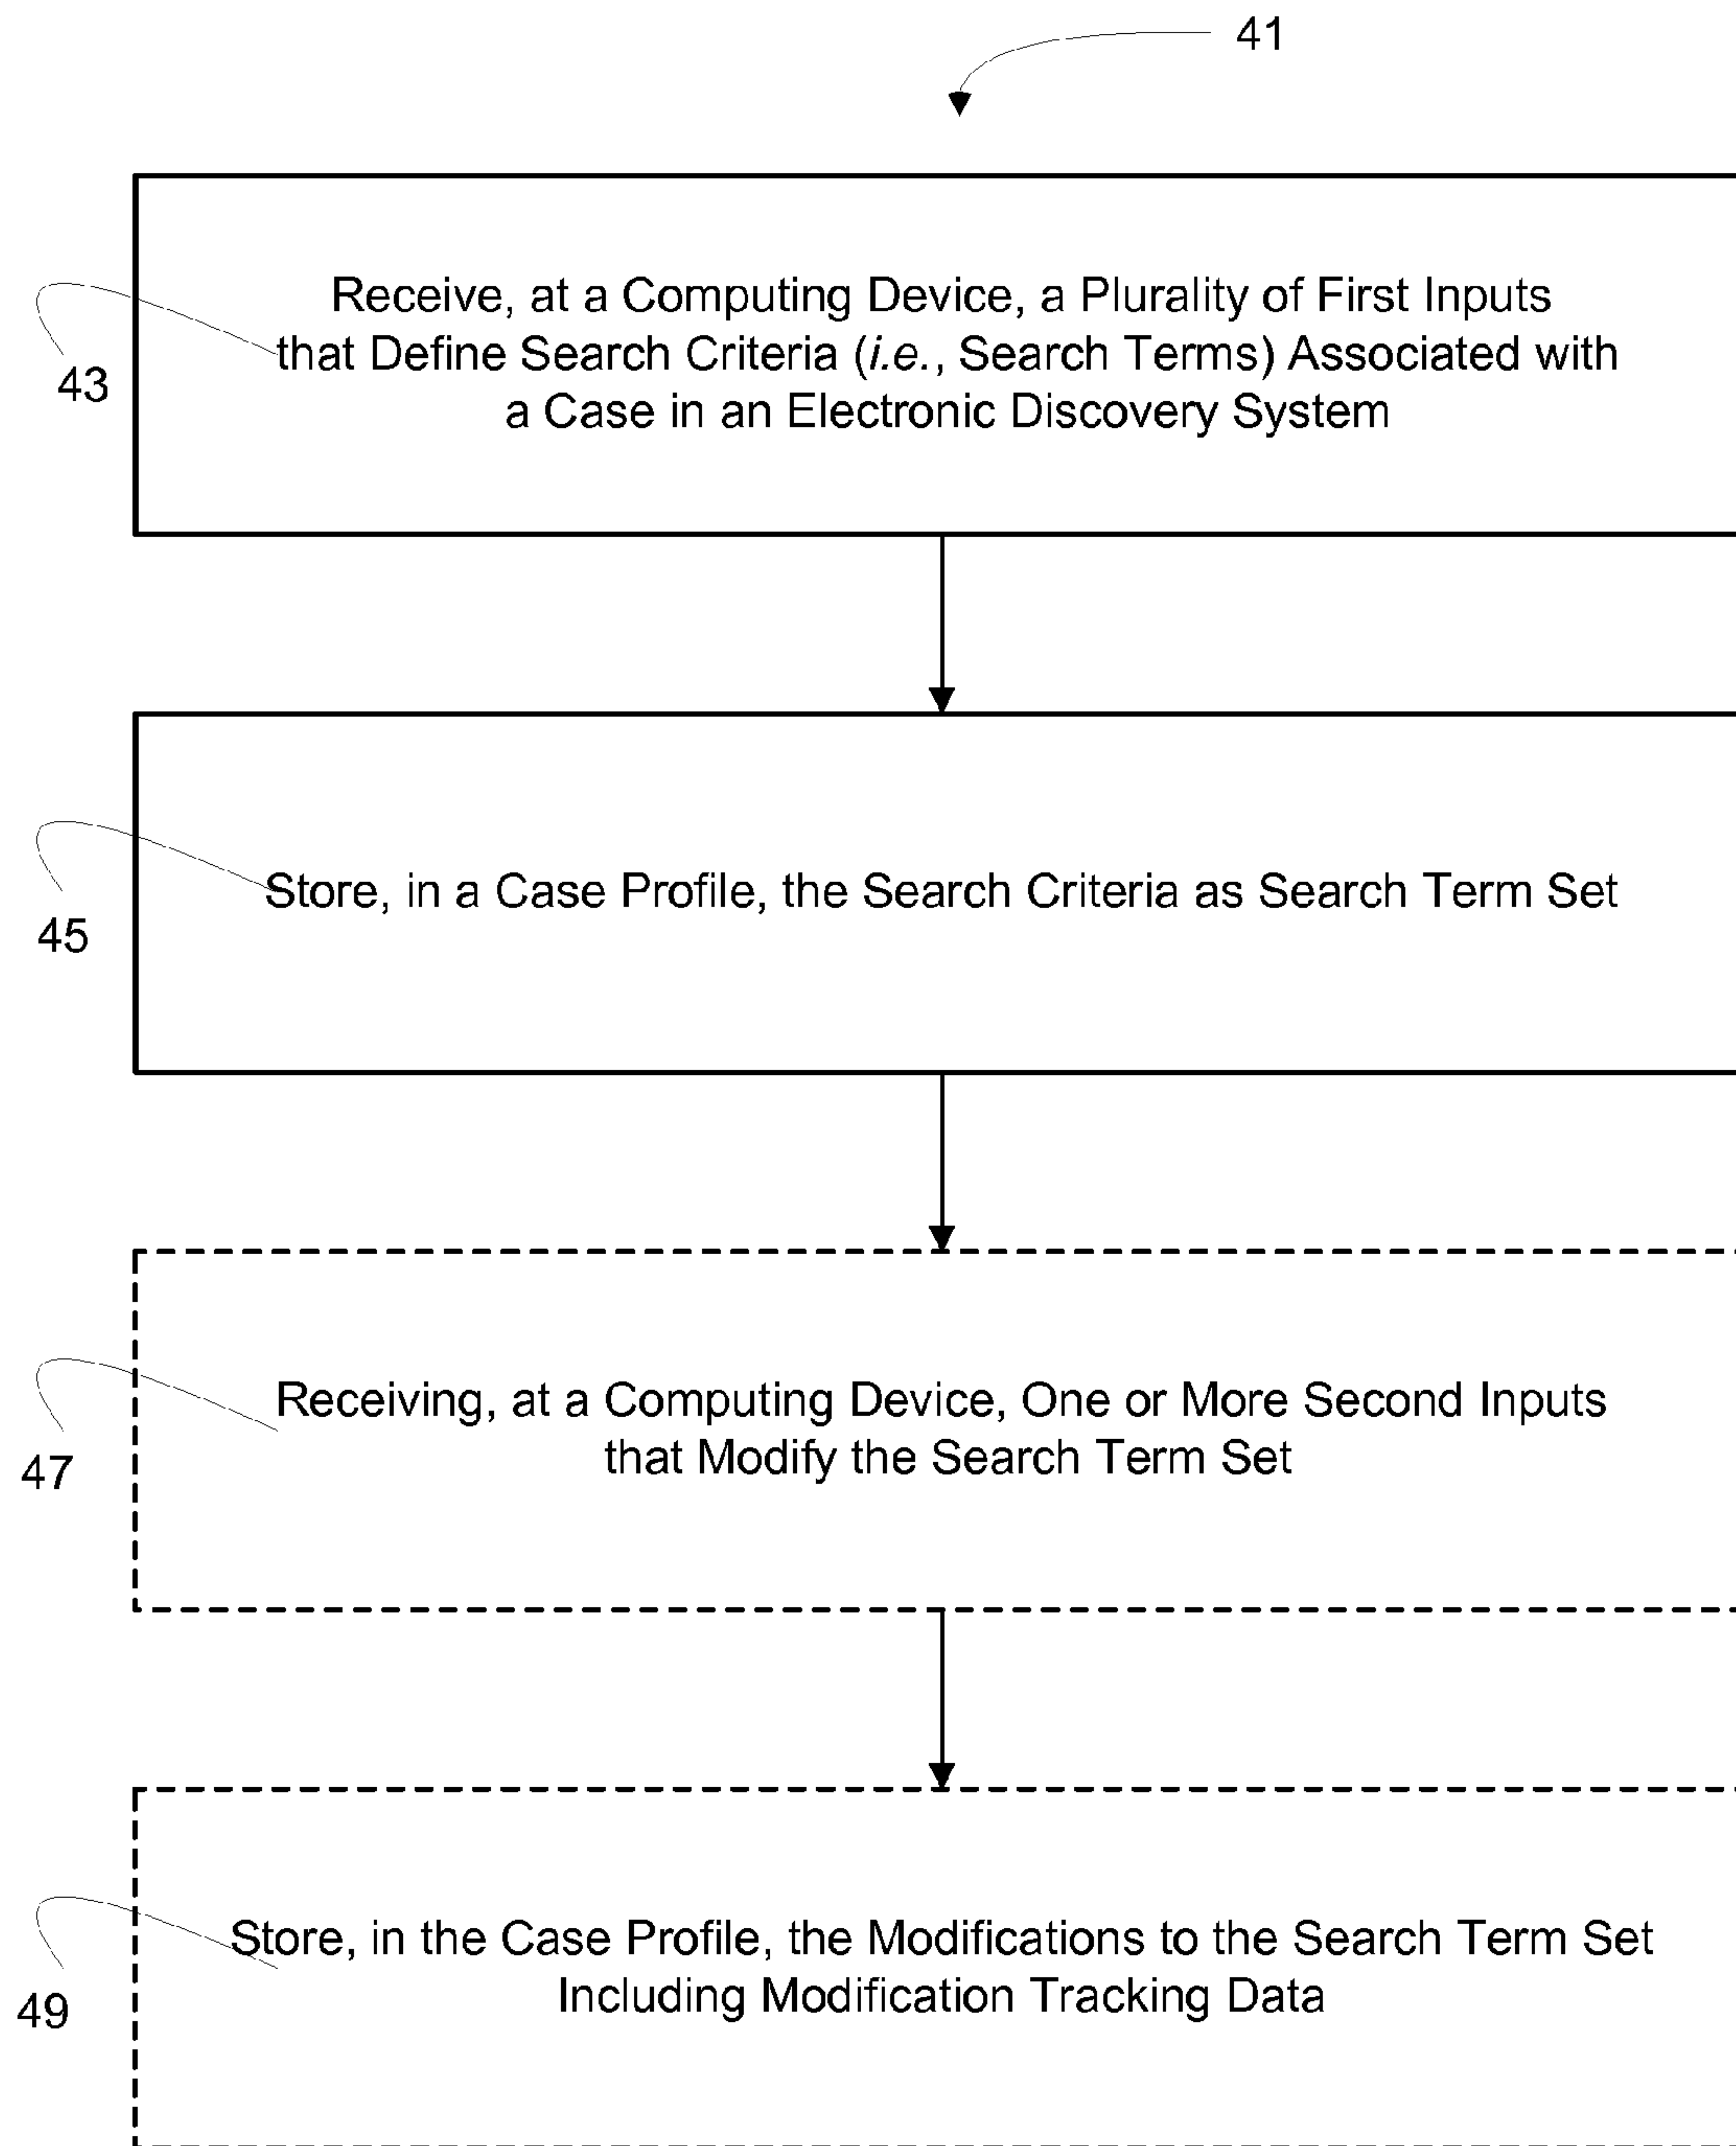 41
Receive, at a Computing Device, a Plurality of First Inputs
that Define Search Criteria (i.e., Search Terms) Associated with
a Case in an Electronic Discovery System
43
Store, in a Case Profile, the Search Criteria as Search Term Set
45
Receiving, at a Computing Device, One or More Second Inputs
that Modify the Search Term Set
47
Store, in the Case Profile, the Modifications to the Search Term Set
Including Modification Tracking Data
49